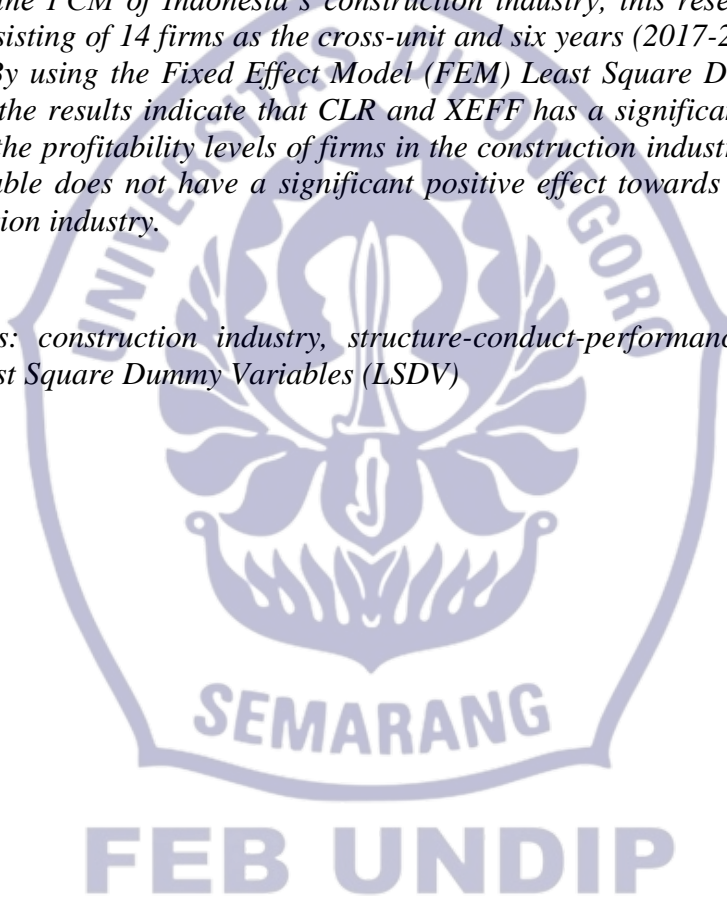 the PCM of Indonesia's construction industry, this rese
sisting of 14 firms as the cross-unit and six years (2017-2
By using the Fixed Effect Model (FEM) Least Square D
the results indicate that CLR and XEFF has a significan
the profitability levels of firms in the construction industr
able does not have a significant positive effect towards
ion industry.
s: construction industry, structure-conduct-performanc
st Square Dummy Variables (LSDV)
UNIVERSITAS DIPONEGORO
SEMARANG
FEB UNDIP